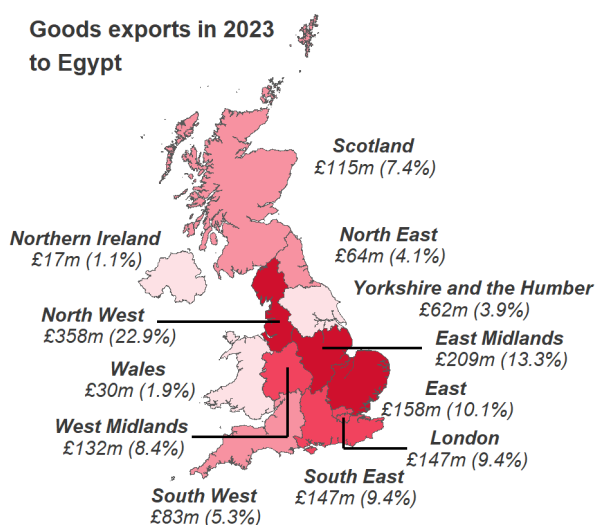 Goods exports in 2023
to Egypt
Scotland
£115m (7.4%)
Northern Ireland
£17m (1.1%)
North East
£64m (4.1%)
Yorkshire and the Humber
£62m (3.9%)
North West
£358m (22.9%)
East Midlands
£209m (13.3%)
Wales
£30m (1.9%)
East
£158m (10.1%)
West Midlands
£132m (8.4%)
London
£147m (9.4%)
South East
£147m (9.4%)
South West
£83m (5.3%)